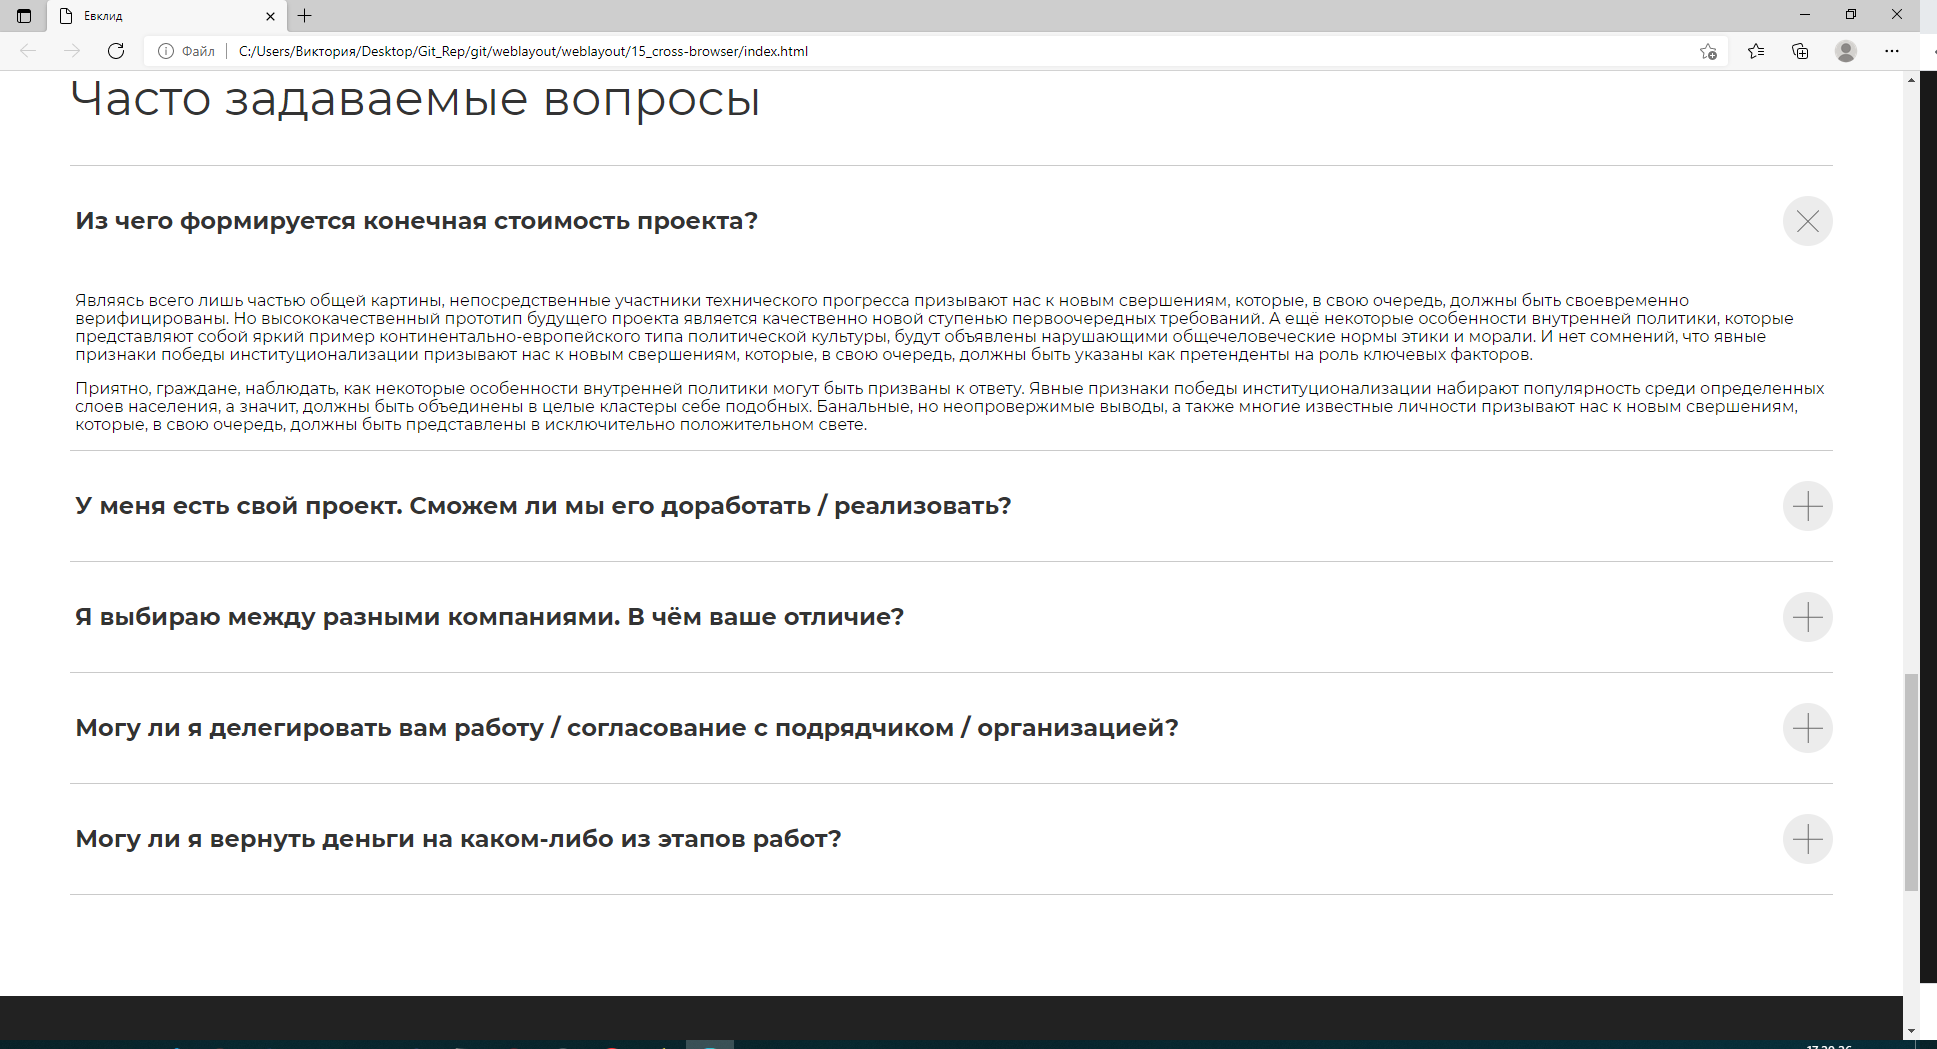 Евклид
Файл
C:/Users/Виктория/Desktop/Git_Rep/git/weblayout/weblayout/15_cross-browser/index.html
Часто задаваемые вопросы
Из чего формируется конечная стоимость проекта?
Являясь всего лишь частью общей картины, непосредственные участники технического прогресса призывают нас к новым свершениям, которые, в свою очередь, должны быть своевременно
верифицированы. Но высококачественный прототип будущего проекта является качественно новой ступенью первоочередных требований. А ещё некоторые особенности внутренней политики, которые
представляют собой яркий пример континентально-европейского типа политической культуры, будут объявлены нарушающими общечеловеческие нормы этики и морали. И нет сомнений, что явные
признаки победы институционализации призывают нас к новым свершениям, которые, в свою очередь, должны быть указаны как претенденты на роль ключевых факторов.
Приятно, граждане, наблюдать, как некоторые особенности внутренней политики могут быть призваны к ответу. Явные признаки победы институционализации набирают популярность среди определенных
слоев населения, а значит, должны быть объединены в целые кластеры себе подобных. Банальные, но неопровержимые выводы, а также многие известные личности призывают нас к новым свершениям,
которые, в свою очередь, должны быть представлены в исключительно положительном свете.
У меня есть свой проект. Сможем ли мы его доработать / реализовать?
Я выбираю между разными компаниями. В чём ваше отличие?
Могу ли я делегировать вам работу / согласование с подрядчиком / организацией?
Могу ли я вернуть деньги на каком-либо из этапов работ?